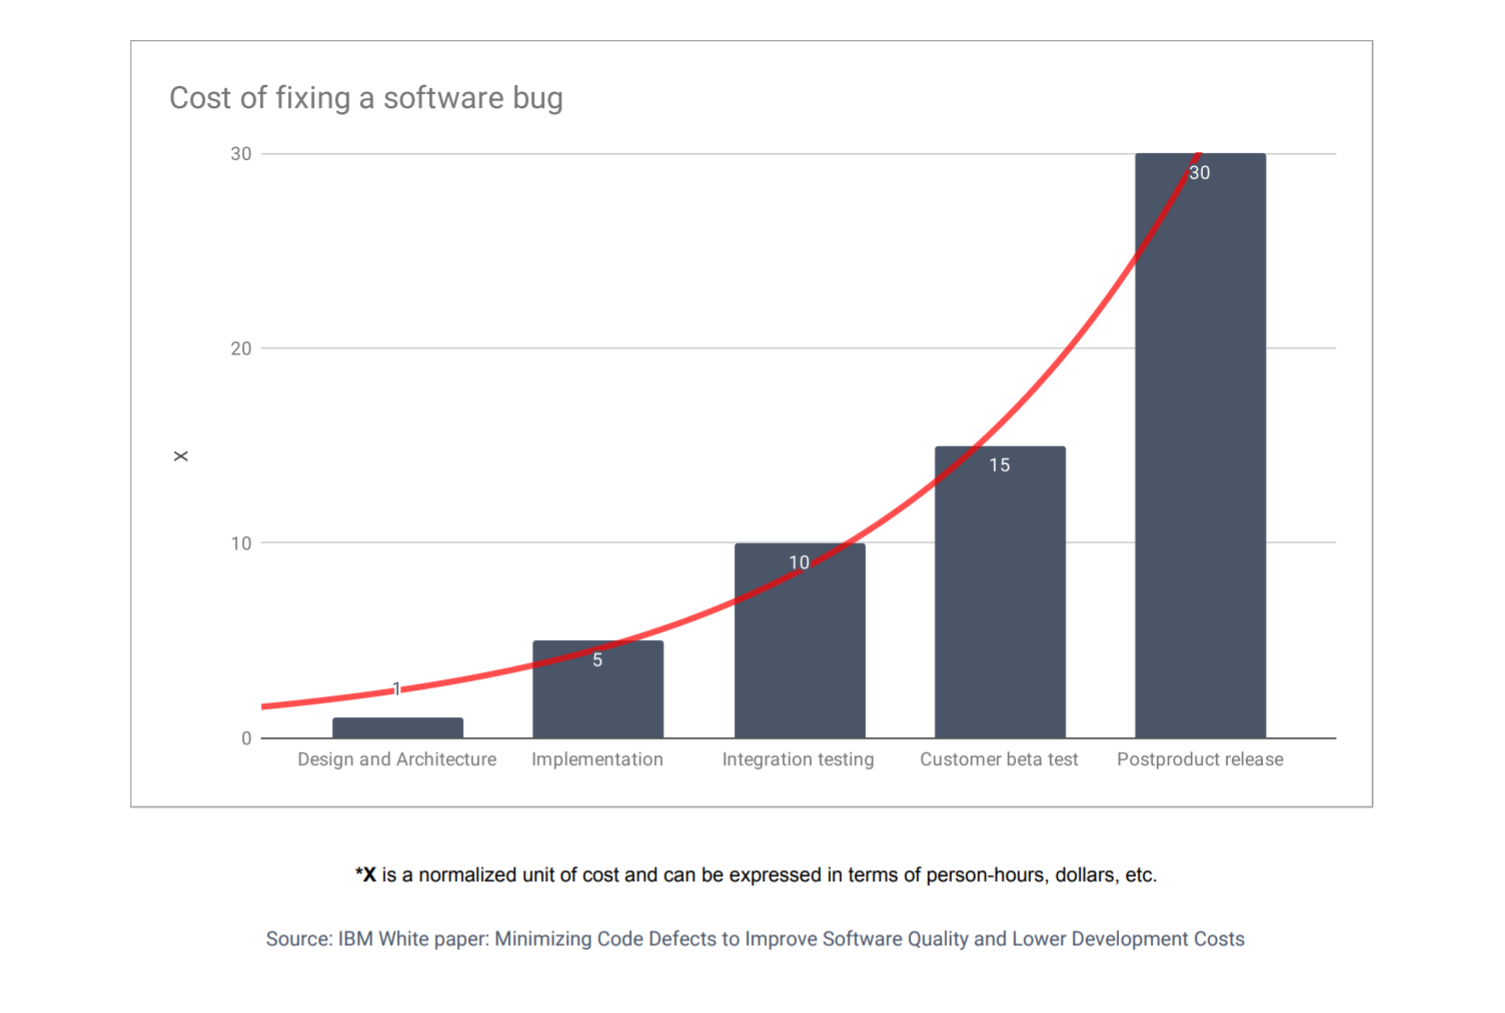 Cost of fixing a software bug
30
30
20
X
15
10
10
5
1
0
Design and Architecture Implementation Integration testing Customer beta test Postproduct release
*X is a normalized unit of cost and can be expressed in terms of person-hours, dollars, etc.
Source: IBM White paper: Minimizing Code Defects to Improve Software Quality and Lower Development Costs